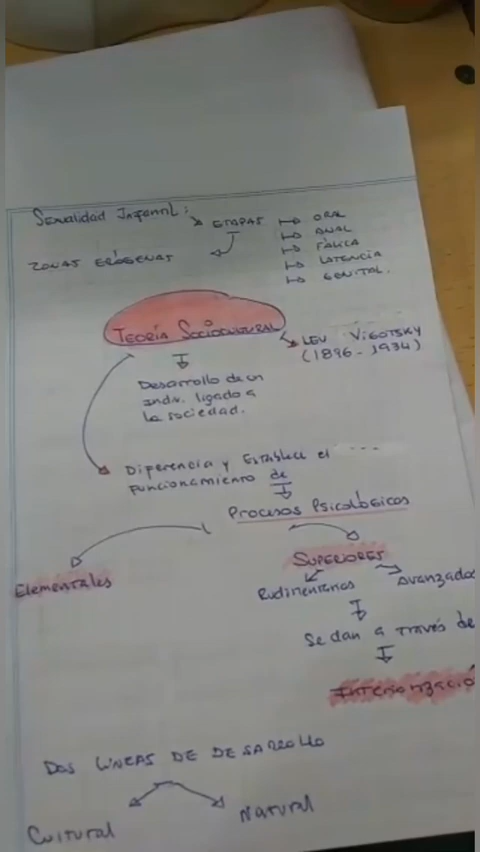 Sexualidad Infantil:
ETAPAS
ORAL
ANAL
FÁLICA
LATENCIA
GENITAL.
ZONAS ERÓGENAS
TEORÍA SOCIOCULTURAL
LEV VIGOTSKY
(1896 - 1934)
Desarrollo de un
indv. ligado a
la sociedad.
Diferencia y Establece el
funcionamiento de
Procesos Psicológicos
Elementales
SUPERIORES
Rudimentarios
Avanzados
Se dan a través de
INTERIORIZACIÓ
DOS LÍNEAS DE DESARROLLO
Cultural
Natural